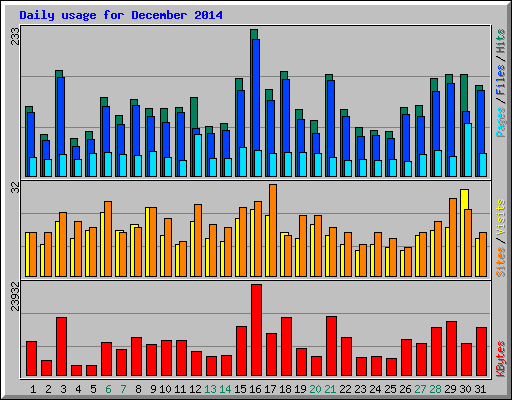 Daily usage for December 2014
233
Pages / Files / Hits
32
Sites / Visits
23932
KBytes
1 2 3 4 5 6 7 8 9 10 11 12 13 14 15 16 17 18 19 20 21 22 23 24 25 26 27 28 29 30 31